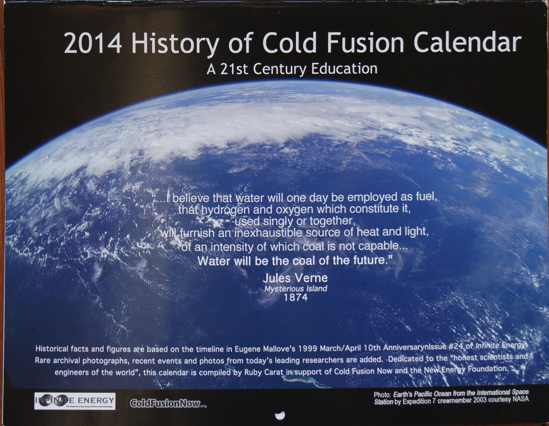 2014 History of Cold Fusion Calendar
A 21st Century Education
"...I believe that water will one day be employed as fuel,
that hydrogen and oxygen which constitute it,
used singly or together,
will furnish an inexhaustible source of heat and light,
of an intensity of which coal is not capable...
Water will be the coal of the future."
Jules Verne
Mysterious Island
1874
Historical facts and figures are based on the timeline in Eugene Mallove's 1999 March/April 10th AnniversaryIssue #24 of Infinite Energy.
Rare archival photographs, recent events and photos from today's leading researchers are added. Dedicated to the "honest scientists and
engineers of the world", this calendar is compiled by Ruby Carat in support of Cold Fusion Now and the New Energy Foundation.
INFINITE ENERGY
ColdFusionNow.org
Photo: Earth's Pacific Ocean from the International Space
Station by Expedition 7 crewmember 2003 courtesy NASA